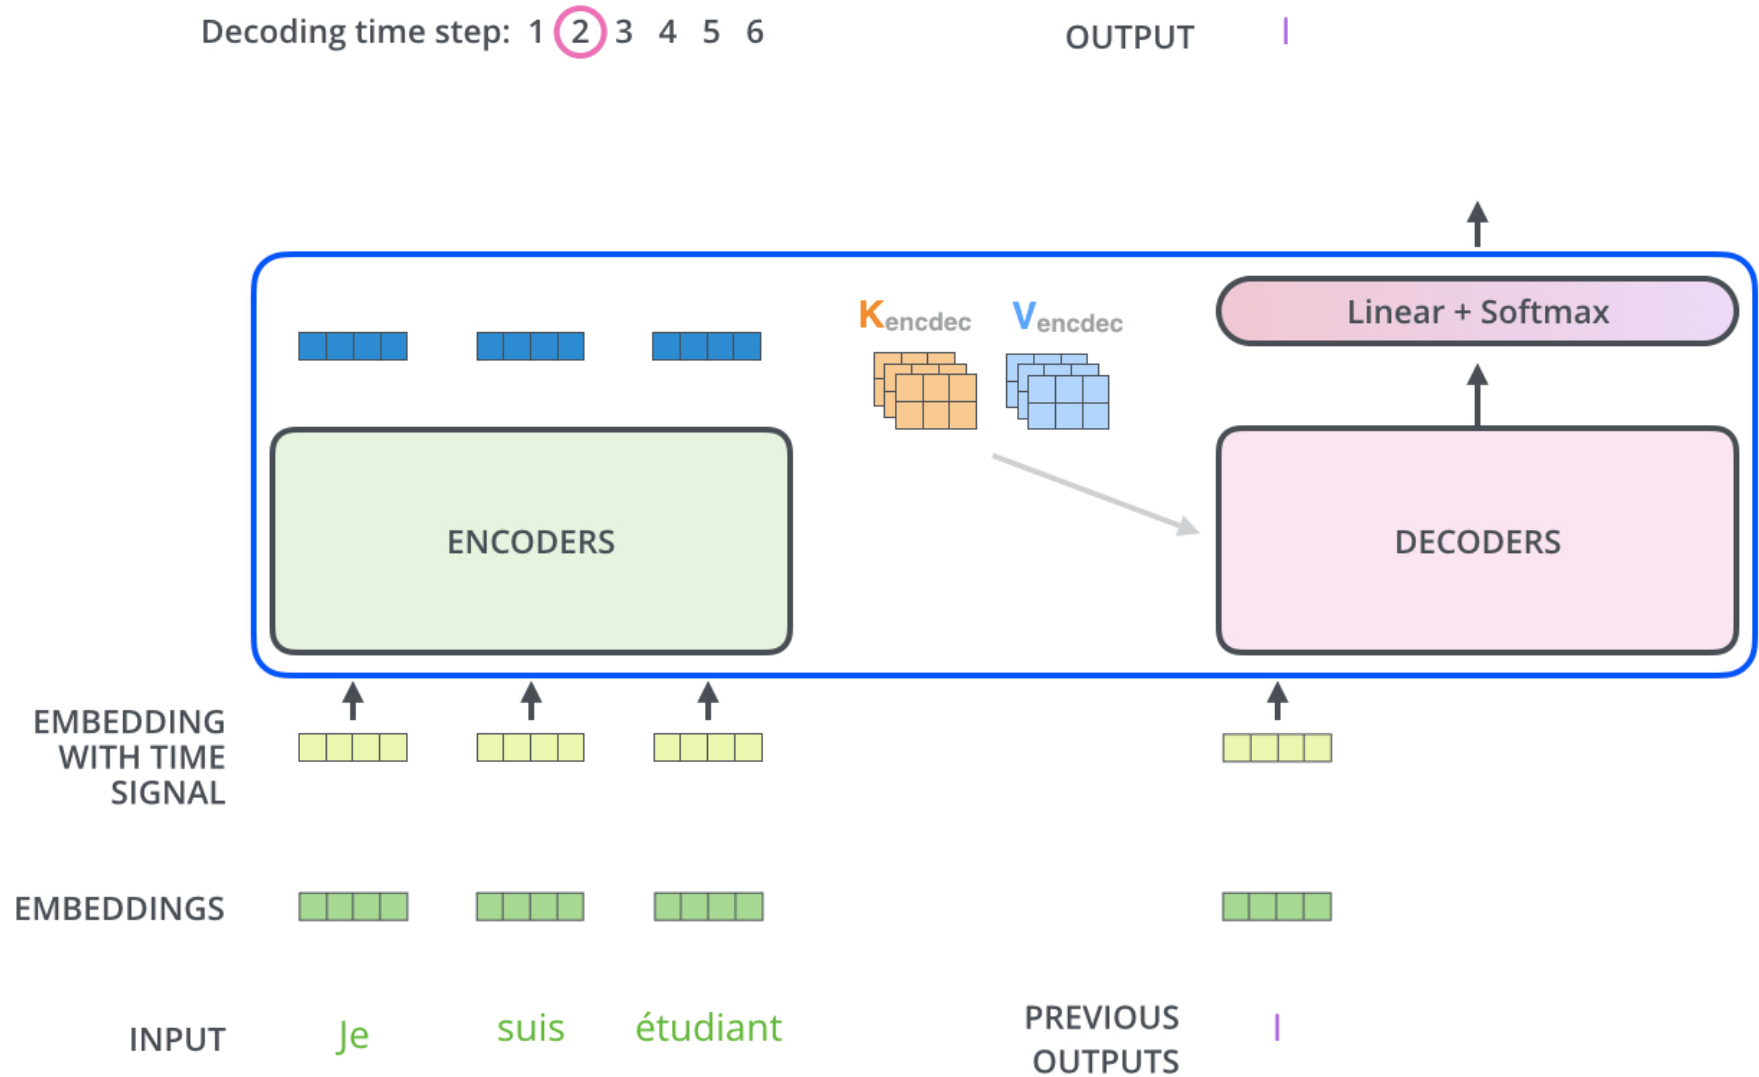 Decoding time step: 1 2 3 4 5 6
OUTPUT I
Linear + Softmax
Kencdec Vencdec
ENCODERS
DECODERS
EMBEDDING
WITH TIME
SIGNAL
EMBEDDINGS
INPUT Je suis étudiant
PREVIOUS
OUTPUTS
I